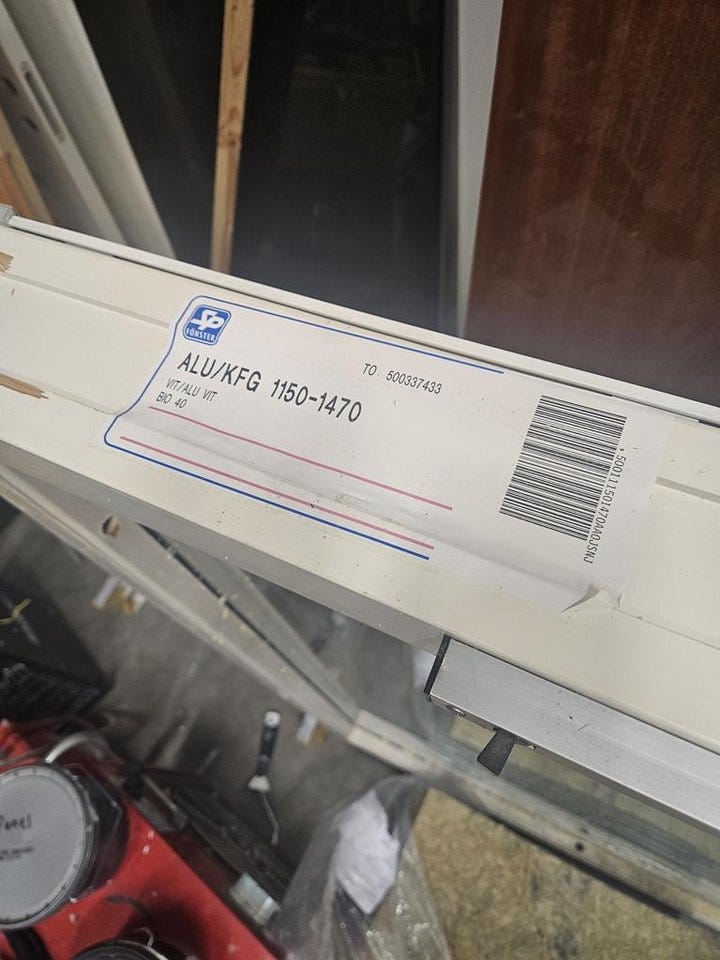 SP
FÖNSTER
TO 500337433
ALU/KFG 1150-1470
VIT/ALU VIT
BIO 40